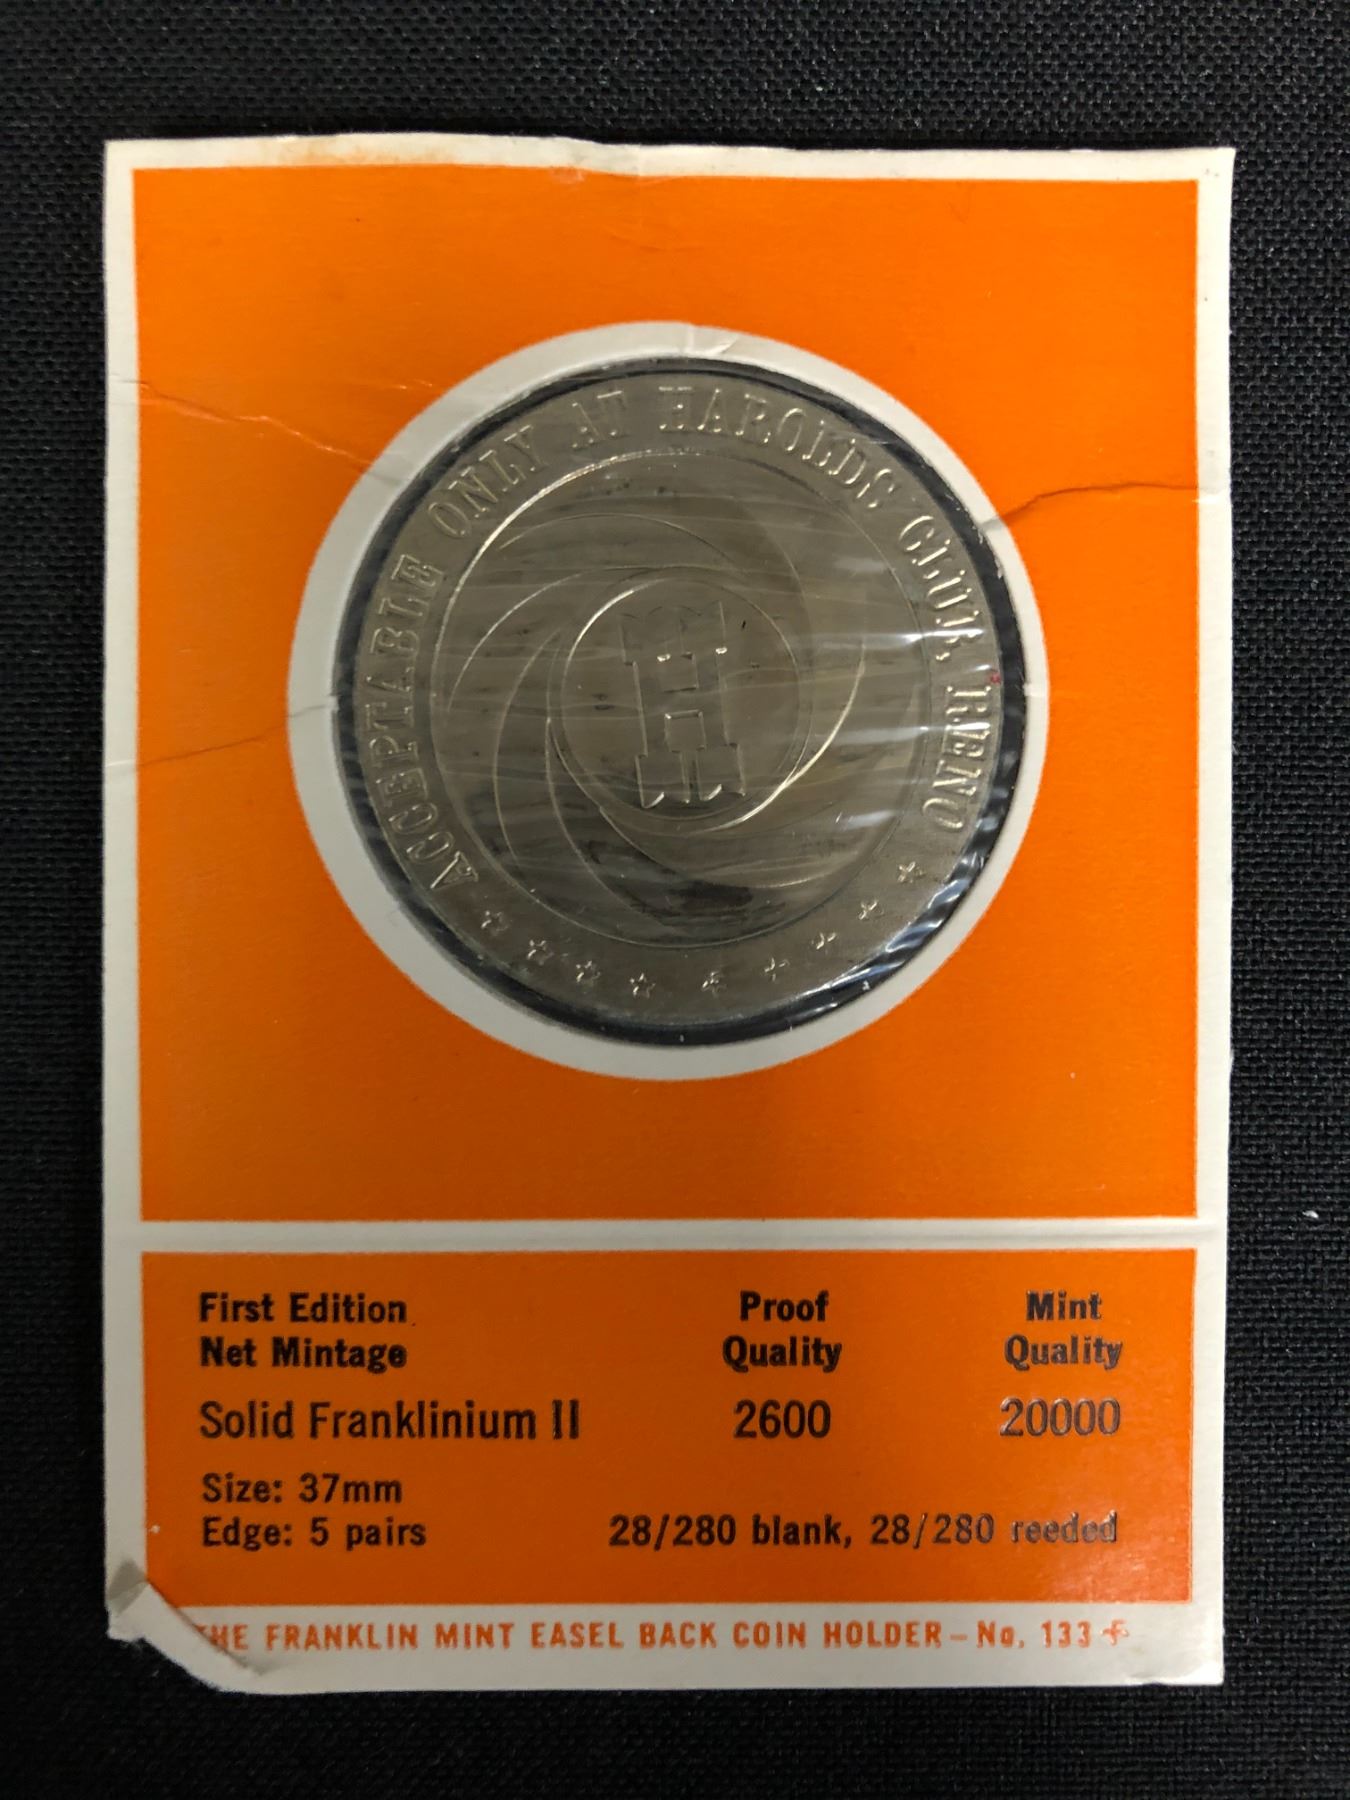 ACCEPTABLE ONLY AT HAROLDS CLUB, RENO
First Edition
Net Mintage
Proof
Quality
Mint
Quality
Solid Franklinium II 2600 20000
Size: 37mm
Edge: 5 pairs 28/280 blank, 28/280 reeded
THE FRANKLIN MINT EASEL BACK COIN HOLDER – No. 133